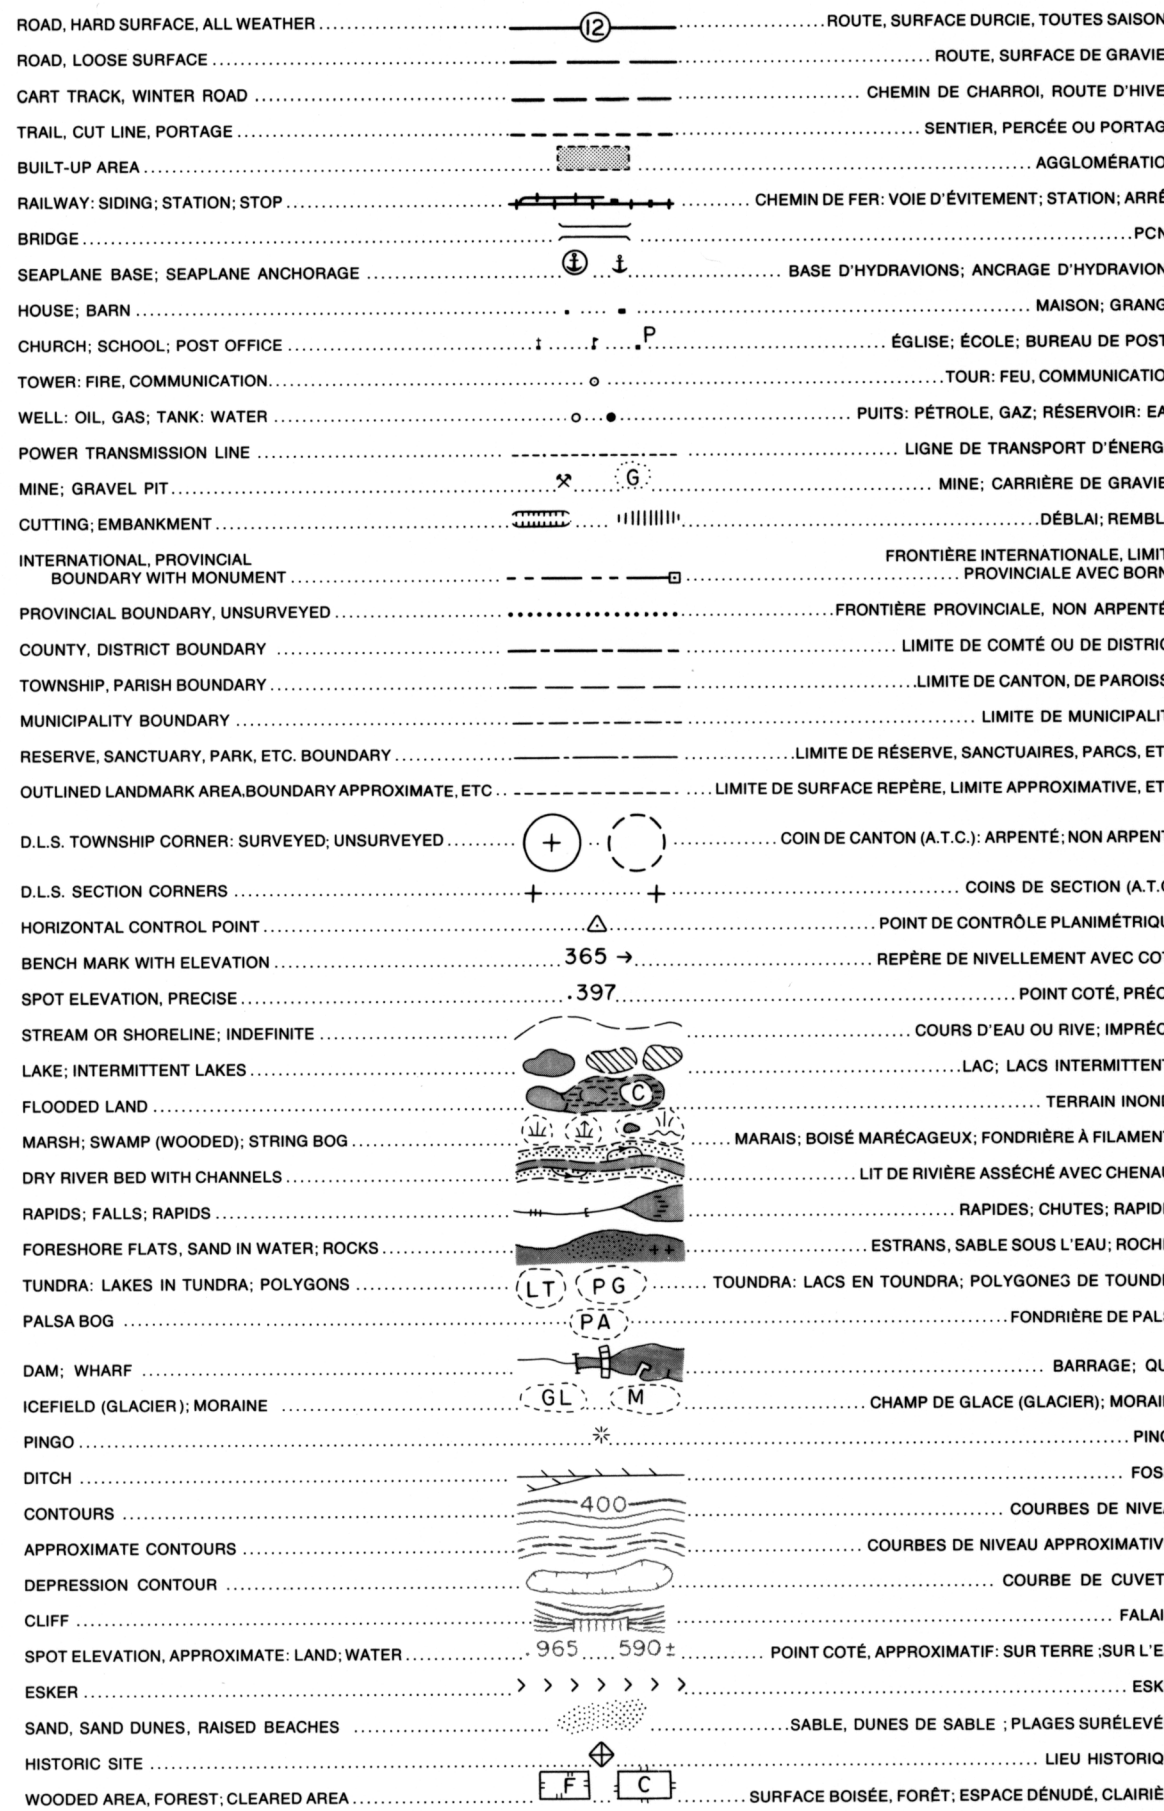 ROAD, HARD SURFACE, ALL WEATHER 12 ROUTE, SURFACE DURCIE, TOUTES SAISON
ROAD, LOOSE SURFACE ROUTE, SURFACE DE GRAVIE
CART TRACK, WINTER ROAD CHEMIN DE CHARROI, ROUTE D'HIVE
TRAIL, CUT LINE, PORTAGE SENTIER, PERCÉE OU PORTAG
BUILT-UP AREA AGGLOMÉRATIO
RAILWAY: SIDING; STATION; STOP CHEMIN DE FER: VOIE D'ÉVITEMENT; STATION; ARRÊ
BRIDGE PCN
SEAPLANE BASE; SEAPLANE ANCHORAGE BASE D'HYDRAVIONS; ANCRAGE D'HYDRAVION
HOUSE; BARN MAISON; GRANG
CHURCH; SCHOOL; POST OFFICE P ÉGLISE; ÉCOLE; BUREAU DE POST
TOWER: FIRE, COMMUNICATION TOUR: FEU, COMMUNICATIO
WELL: OIL, GAS; TANK: WATER PUITS: PÉTROLE, GAZ; RÉSERVOIR: EA
POWER TRANSMISSION LINE LIGNE DE TRANSPORT D'ÉNERG
MINE; GRAVEL PIT G MINE; CARRIÈRE DE GRAVIE
CUTTING; EMBANKMENT DÉBLAI; REMBL
INTERNATIONAL, PROVINCIAL FRONTIÈRE INTERNATIONALE, LIMIT
BOUNDARY WITH MONUMENT PROVINCIALE AVEC BORN
PROVINCIAL BOUNDARY, UNSURVEYED FRONTIÈRE PROVINCIALE, NON ARPENTÉ
COUNTY, DISTRICT BOUNDARY LIMITE DE COMTÉ OU DE DISTRIC
TOWNSHIP, PARISH BOUNDARY LIMITE DE CANTON, DE PAROISS
MUNICIPALITY BOUNDARY LIMITE DE MUNICIPALIT
RESERVE, SANCTUARY, PARK, ETC. BOUNDARY LIMITE DE RÉSERVE, SANCTUAIRES, PARCS, ET
OUTLINED LANDMARK AREA, BOUNDARY APPROXIMATE, ETC LIMITE DE SURFACE REPÈRE, LIMITE APPROXIMATIVE, ET
D.L.S. TOWNSHIP CORNER: SURVEYED; UNSURVEYED COIN DE CANTON (A.T.C.): ARPENTÉ; NON ARPENT
D.L.S. SECTION CORNERS COINS DE SECTION (A.T.C
HORIZONTAL CONTROL POINT POINT DE CONTRÔLE PLANIMÉTRIQU
BENCH MARK WITH ELEVATION 365 → REPÈRE DE NIVELLEMENT AVEC COT
SPOT ELEVATION, PRECISE .397 POINT COTÉ, PRÉC
STREAM OR SHORELINE; INDEFINITE COURS D'EAU OU RIVE; IMPRÉC
LAKE; INTERMITTENT LAKES LAC; LACS INTERMITTENT
FLOODED LAND C TERRAIN INOND
MARSH; SWAMP (WOODED); STRING BOG MARAIS; BOISÉ MARÉCAGEUX; FONDRIÈRE À FILAMENT
DRY RIVER BED WITH CHANNELS LIT DE RIVIÈRE ASSÉCHÉ AVEC CHENAU
RAPIDS; FALLS; RAPIDS RAPIDES; CHUTES; RAPIDE
FORESHORE FLATS, SAND IN WATER; ROCKS ESTRANS, SABLE SOUS L'EAU; ROCHE
TUNDRA: LAKES IN TUNDRA; POLYGONS LT PG TOUNDRA: LACS EN TOUNDRA; POLYGONES DE TOUNDR
PALSA BOG PA FONDRIÈRE DE PALS
DAM; WHARF BARRAGE; QU
ICEFIELD (GLACIER); MORAINE GL M CHAMP DE GLACE (GLACIER); MORAIN
PINGO PING
DITCH FOS
CONTOURS 400 COURBES DE NIVEA
APPROXIMATE CONTOURS COURBES DE NIVEAU APPROXIMATIV
DEPRESSION CONTOUR COURBE DE CUVET
CLIFF FALAI
SPOT ELEVATION, APPROXIMATE: LAND; WATER .965 590± POINT COTÉ, APPROXIMATIF: SUR TERRE ;SUR L'E
ESKER ESK
SAND, SAND DUNES, RAISED BEACHES SABLE, DUNES DE SABLE ; PLAGES SURÉLEVÉ
HISTORIC SITE LIEU HISTORIQ
WOODED AREA, FOREST; CLEARED AREA F C SURFACE BOISÉE, FORÊT; ESPACE DÉNUDÉ, CLAIRIÈ